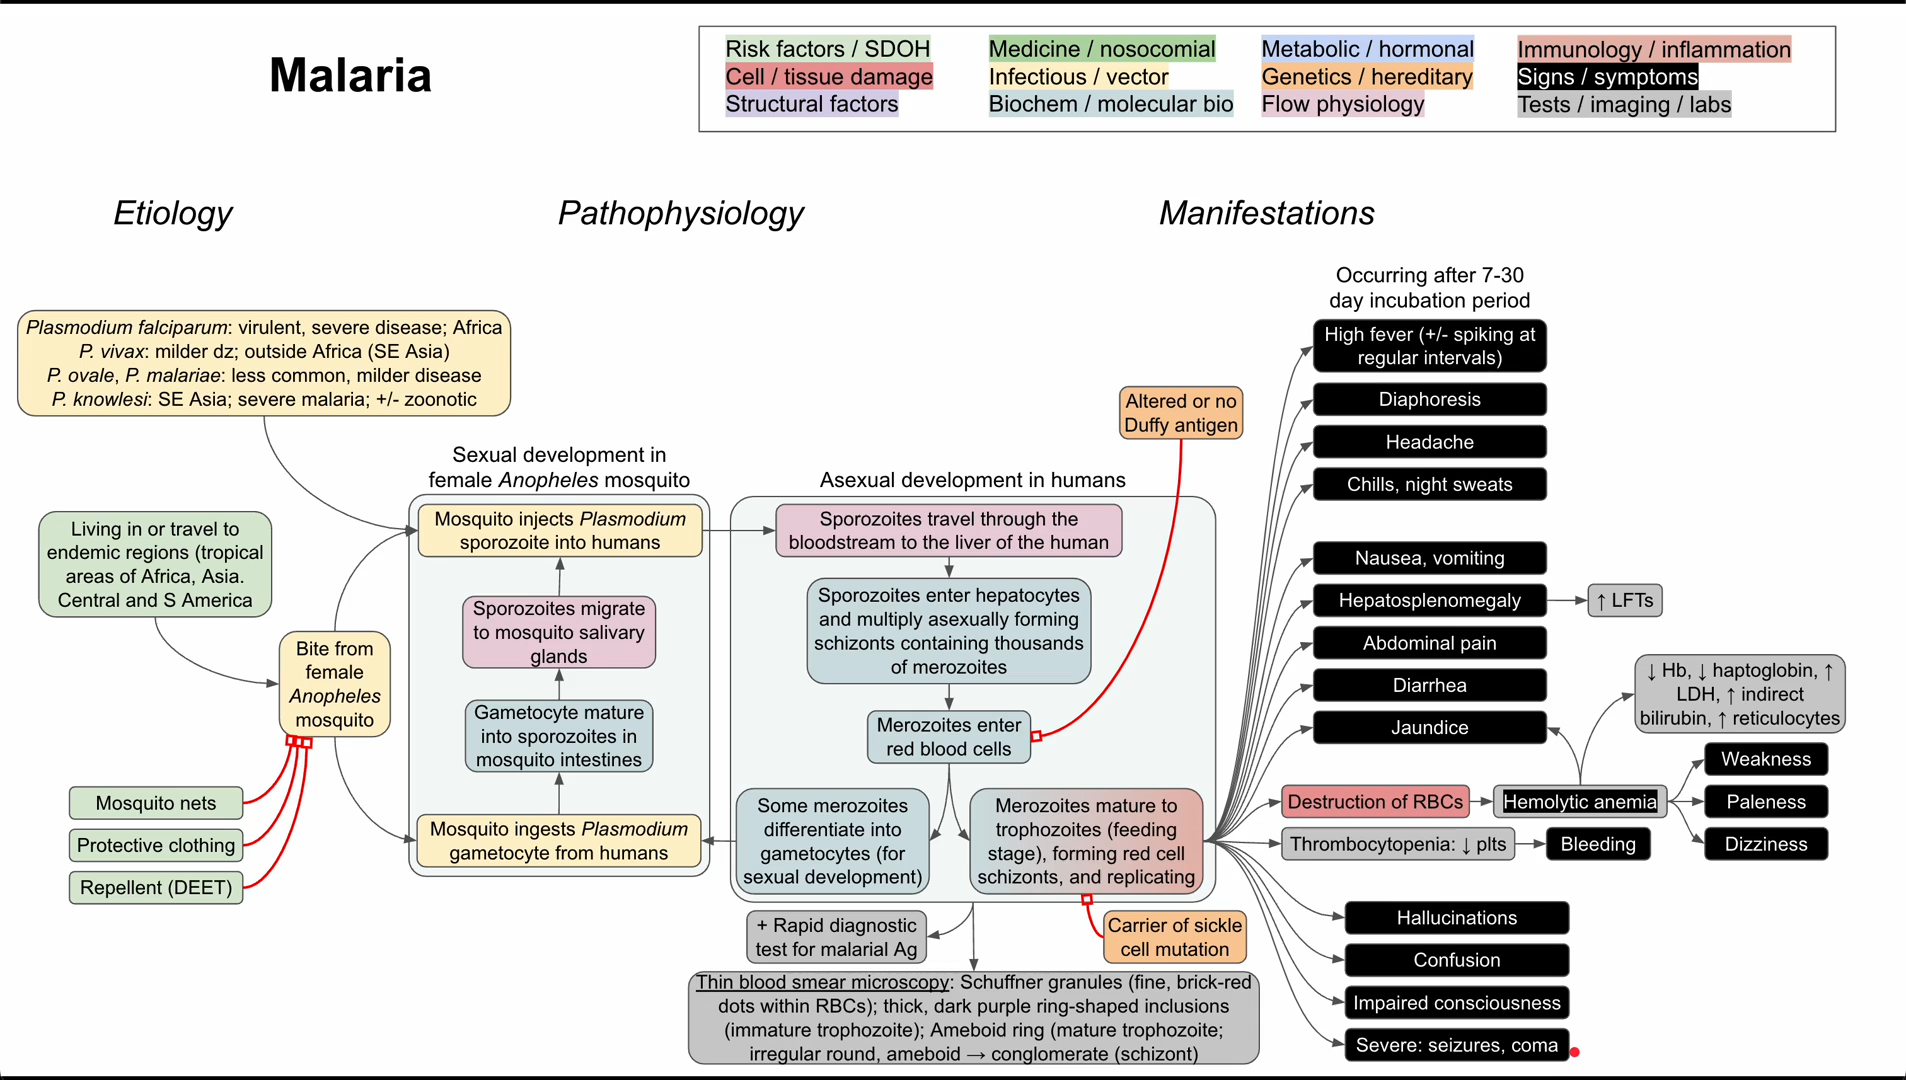 Malaria
Risk factors / SDOH
Cell / tissue damage
Structural factors
Medicine / nosocomial
Infectious / vector
Biochem / molecular bio
Metabolic / hormonal
Genetics / hereditary
Flow physiology
Immunology / inflammation
Signs / symptoms
Tests / imaging / labs
Etiology
Pathophysiology
Manifestations
Plasmodium falciparum: virulent, severe disease; Africa
P. vivax: milder dz; outside Africa (SE Asia)
P. ovale, P. malariae: less common, milder disease
P. knowlesi: SE Asia; severe malaria; +/- zoonotic
Living in or travel to
endemic regions (tropical
areas of Africa, Asia.
Central and S America
Bite from
female
Anopheles
mosquito
Mosquito nets
Protective clothing
Repellent (DEET)
Sexual development in
female Anopheles mosquito
Mosquito injects Plasmodium
sporozoite into humans
Sporozoites migrate
to mosquito salivary
glands
Gametocyte mature
into sporozoites in
mosquito intestines
Mosquito ingests Plasmodium
gametocyte from humans
Asexual development in humans
Sporozoites travel through the
bloodstream to the liver of the human
Sporozoites enter hepatocytes
and multiply asexually forming
schizonts containing thousands
of merozoites
Merozoites enter
red blood cells
Some merozoites
differentiate into
gametocytes (for
sexual development)
Merozoites mature to
trophozoites (feeding
stage), forming red cell
schizonts, and replicating
Altered or no
Duffy antigen
Carrier of sickle
cell mutation
+ Rapid diagnostic
test for malarial Ag
Thin blood smear microscopy: Schuffner granules (fine, brick-red
dots within RBCs); thick, dark purple ring-shaped inclusions
(immature trophozoite); Ameboid ring (mature trophozoite;
irregular round, ameboid → conglomerate (schizont)
Occurring after 7-30
day incubation period
High fever (+/- spiking at
regular intervals)
Diaphoresis
Headache
Chills, night sweats
Nausea, vomiting
Hepatosplenomegaly
↑ LFTs
Abdominal pain
Diarrhea
Jaundice
↓ Hb, ↓ haptoglobin, ↑
LDH, ↑ indirect
bilirubin, ↑ reticulocytes
Destruction of RBCs
Hemolytic anemia
Weakness
Paleness
Dizziness
Thrombocytopenia: ↓ plts
Bleeding
Hallucinations
Confusion
Impaired consciousness
Severe: seizures, coma